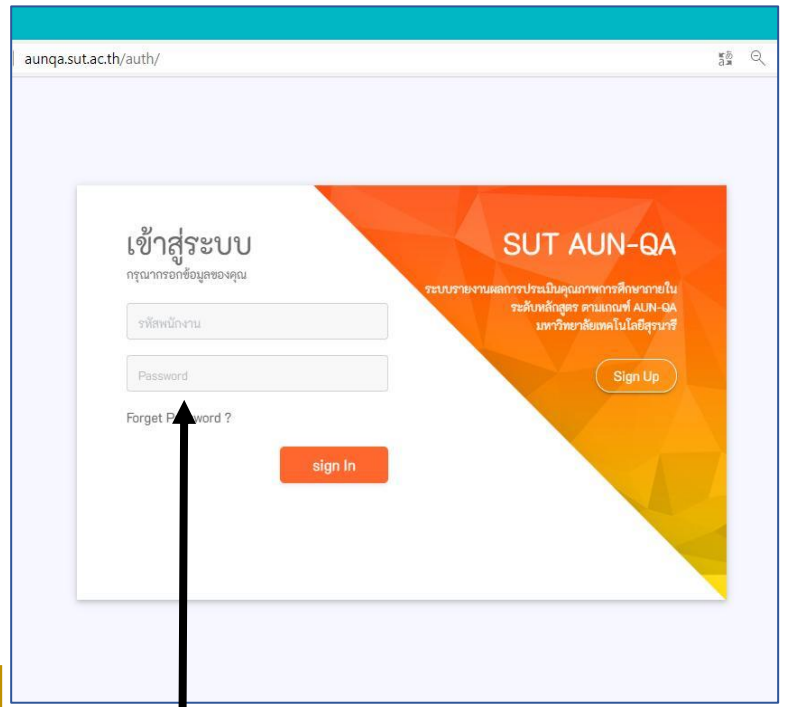 aunqa.sut.ac.th/auth/
เข้าสู่ระบบ
กรุณากรอกข้อมูลของคุณ
รหัสพนักงาน
Password
Forget P word ?
sign In
SUT AUN-QA
ระบบรายงานผลการประเมินคุณภาพการศึกษาภายใน
ระดับหลักสูตร ตามเกณฑ์ AUN-QA
มหาวิทยาลัยเทคโนโลยีสุรนารี
Sign Up